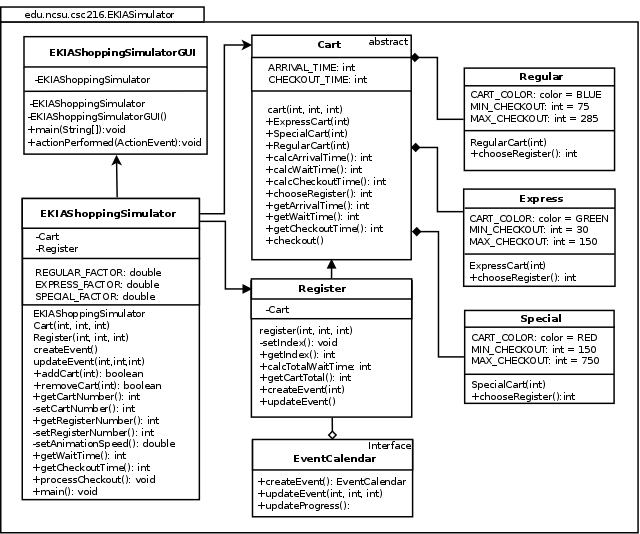 edu.ncsu.csc216.EKIASimulator
EKIAShoppingSimulatorGUI
-EKIAShoppingSimulator
-EKIAShoppingSimulator
-EKIAShoppingSimulatorGUI()
+main(String[]):void
+actionPerformed(ActionEvent):void
EKIAShoppingSimulator
-Cart
-Register
REGULAR_FACTOR: double
EXPRESS_FACTOR: double
SPECIAL_FACTOR: double
EKIAShoppingSimulator
Cart(int, int, int)
Register(int, int, int)
createEvent()
updateEvent(int,int,int)
+addCart(int): boolean
+removeCart(int): boolean
+getCartNumber(): int
-setCartNumber(): int
+getRegisterNumber(): int
-setRegisterNumber(): int
-setAnimationSpeed(): double
+getWaitTime(): int
+getCheckoutTime(): int
+processCheckout(): void
+main(): void
abstract
Cart
ARRIVAL_TIME: int
CHECKOUT_TIME: int
cart(int, int, int)
+ExpressCart(int)
+SpecialCart(int)
+RegularCart(int)
+calcArrivalTime(): int
+calcWaitTime(): int
+calcCheckoutTime(): int
+chooseRegister(): int
+getArrivalTime(): int
+getWaitTime(): int
+getCheckoutTime(): int
+checkout()
Register
-Cart
register(int, int, int)
-setIndex(): void
+getIndex(): int
+calcTotalWaitTime: int
+getCartTotal(): int
+createEvent(int)
+updateEvent()
Interface
EventCalendar
+createEvent(): EventCalendar
+updateEvent(int, int, int)
+updateProgress():
Regular
CART_COLOR: color = BLUE
MIN_CHECKOUT: int = 75
MAX_CHECKOUT: int = 285
RegularCart(int)
+chooseRegister(): int
Express
CART_COLOR: color = GREEN
MIN_CHECKOUT: int = 30
MAX_CHECKOUT: int = 150
ExpressCart(int)
+chooseRegister(): int
Special
CART_COLOR: color = RED
MIN_CHECKOUT: int = 150
MAX_CHECKOUT: int = 750
SpecialCart(int)
+chooseRegister():int